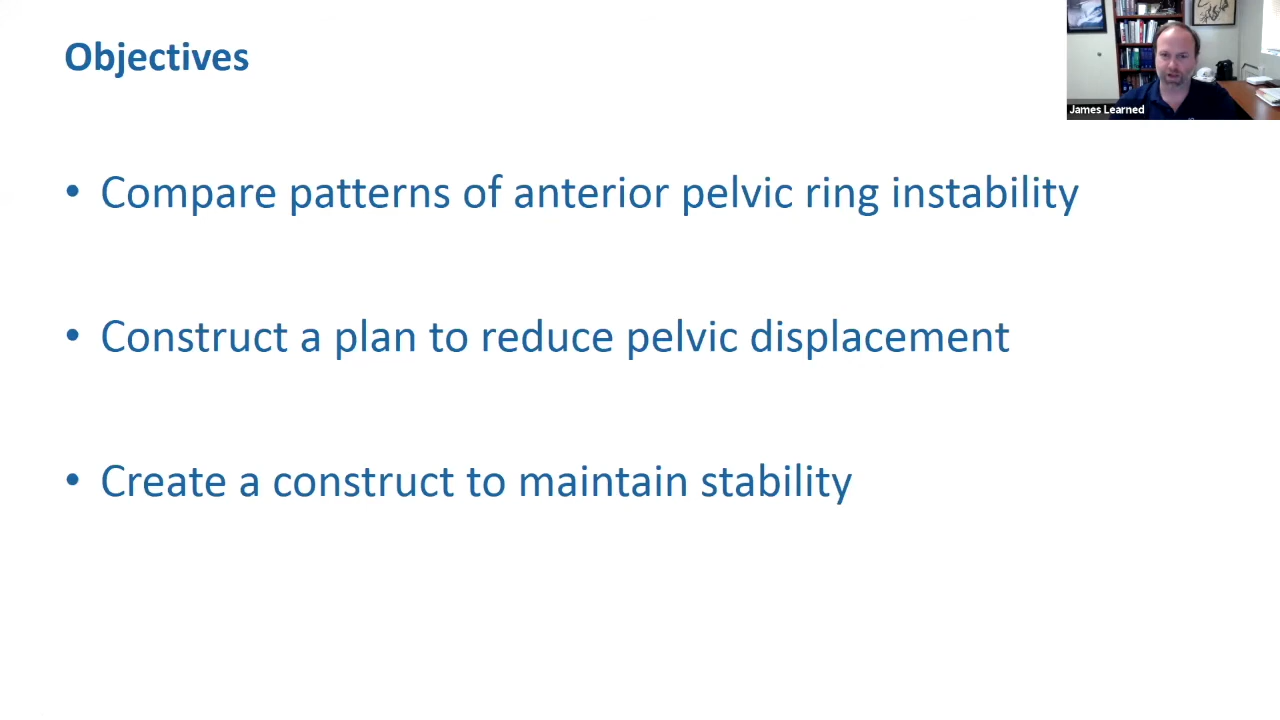 Objectives
James Learned
• Compare patterns of anterior pelvic ring instability
• Construct a plan to reduce pelvic displacement
• Create a construct to maintain stability